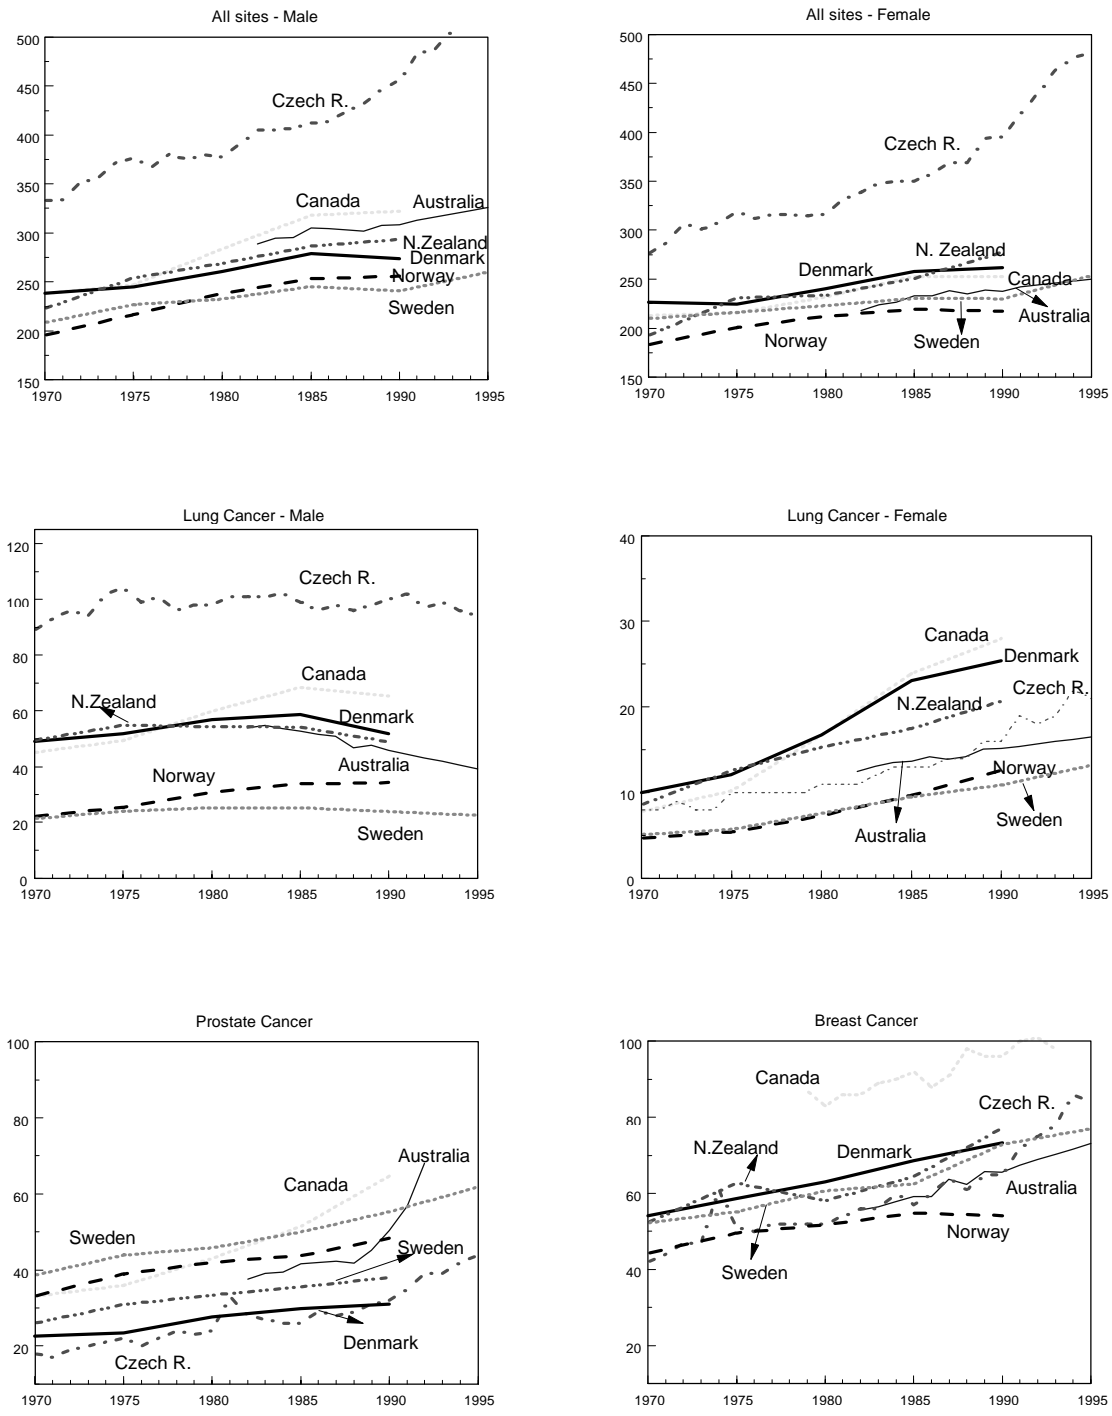 All sites - Male
500
450
400
350
300
250
200
150
Czech R.
Canada
Australia
N.Zealand
Denmark
Norway
Sweden
1970 1975 1980 1985 1990 1995
All sites - Female
500
450
400
350
300
250
200
150
Czech R.
N. Zealand
Denmark
Canada
Australia
Norway
Sweden
1970 1975 1980 1985 1990 1995
Lung Cancer - Male
120
100
80
60
40
20
0
Czech R.
Canada
N.Zealand
Denmark
Australia
Norway
Sweden
1970 1975 1980 1985 1990 1995
Lung Cancer - Female
40
30
20
10
0
Canada
Denmark
Czech R.
N.Zealand
Norway
Sweden
Australia
1970 1975 1980 1985 1990 1995
Prostate Cancer
100
80
60
40
20
Australia
Canada
Sweden
Sweden
Denmark
Czech R.
1970 1975 1980 1985 1990 1995
Breast Cancer
100
80
60
40
20
Canada
Czech R.
N.Zealand
Denmark
Australia
Norway
Sweden
1970 1975 1980 1985 1990 1995